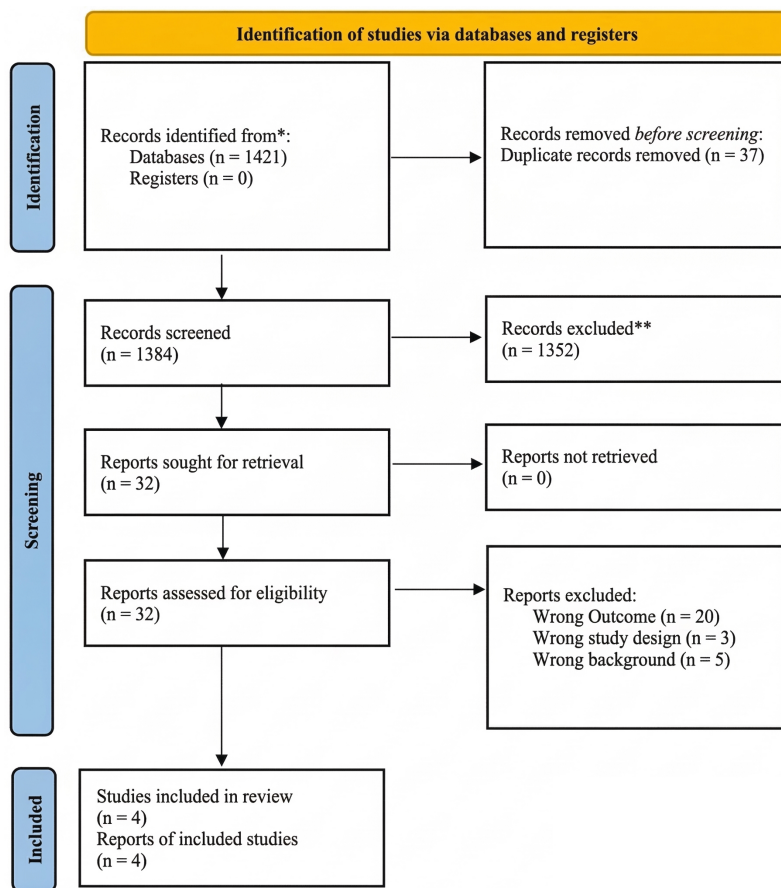 Identification of studies via databases and registers
Identification
Records identified from*:
Databases (n = 1421)
Registers (n = 0)
Records removed before screening:
Duplicate records removed (n = 37)
Screening
Records screened
(n = 1384)
Records excluded**
(n = 1352)
Reports sought for retrieval
(n = 32)
Reports not retrieved
(n = 0)
Reports assessed for eligibility
(n = 32)
Reports excluded:
Wrong Outcome (n = 20)
Wrong study design (n = 3)
Wrong background (n = 5)
Included
Studies included in review
(n = 4)
Reports of included studies
(n = 4)